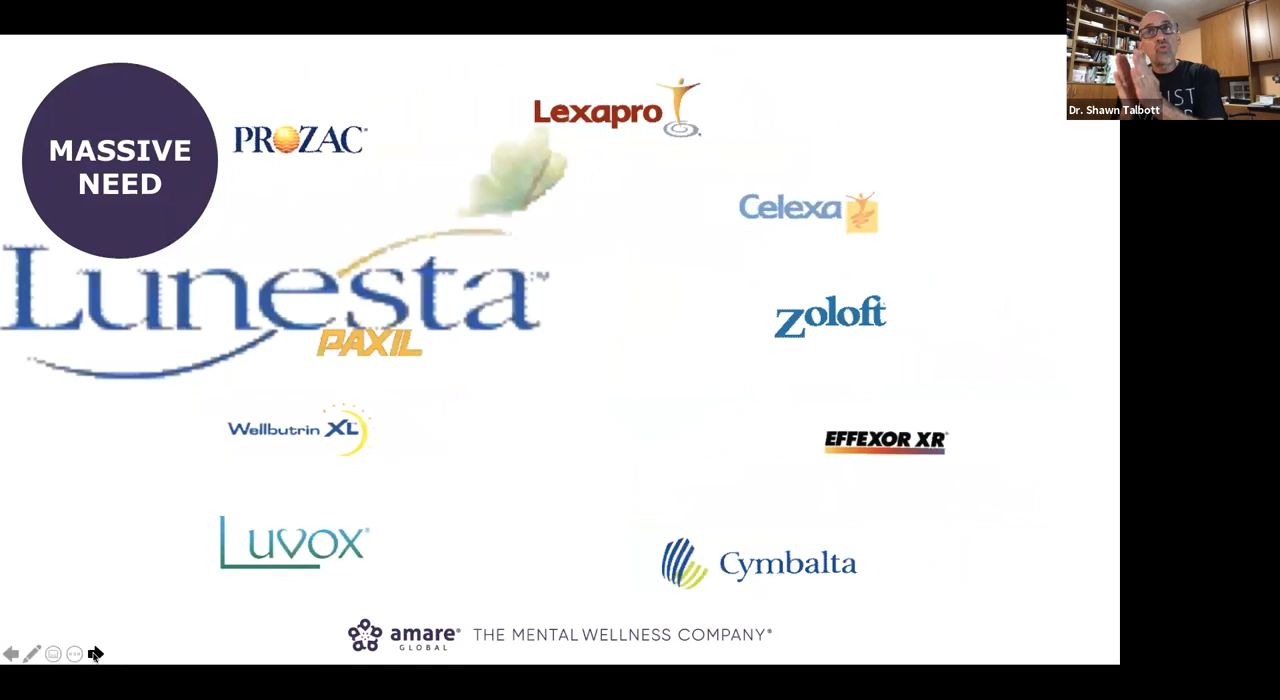 MASSIVE
NEED
PROZAC
Lexapro
Dr. Shawn Talbott
Celexa
Lunesta™
PAXIL
Zoloft
Wellbutrin XL
EFFEXOR XR®
LUVOX®
Cymbalta
amare® THE MENTAL WELLNESS COMPANY®
GLOBAL